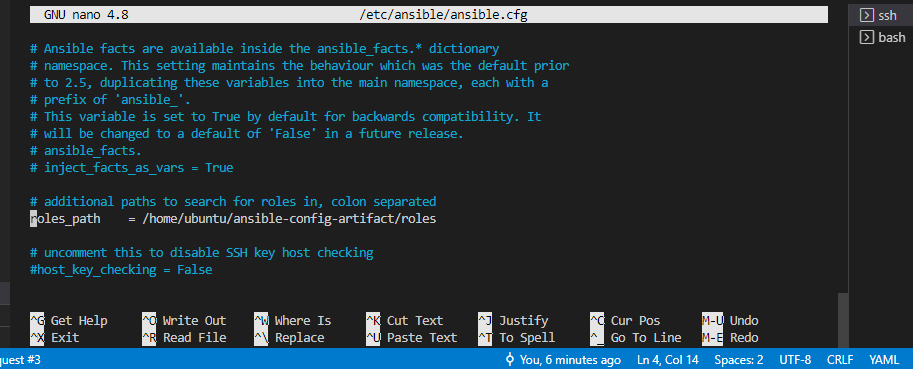 GNU nano 4.8 /etc/ansible/ansible.cfg
ssh
bash
# Ansible facts are available inside the ansible_facts.* dictionary
# namespace. This setting maintains the behaviour which was the default prior
# to 2.5, duplicating these variables into the main namespace, each with a
# prefix of 'ansible_'.
# This variable is set to True by default for backwards compatibility. It
# will be changed to a default of 'False' in a future release.
# ansible_facts.
# inject_facts_as_vars = True
# additional paths to search for roles in, colon separated
roles_path = /home/ubuntu/ansible-config-artifact/roles
# uncomment this to disable SSH key host checking
#host_key_checking = False
^G Get Help ^O Write Out ^W Where Is ^K Cut Text ^J Justify ^C Cur Pos M-U Undo
^X Exit ^R Read File ^\ Replace ^U Paste Text ^T To Spell ^_ Go To Line M-E Redo
quest #3 You, 6 minutes ago Ln 4, Col 14 Spaces: 2 UTF-8 CRLF YAML